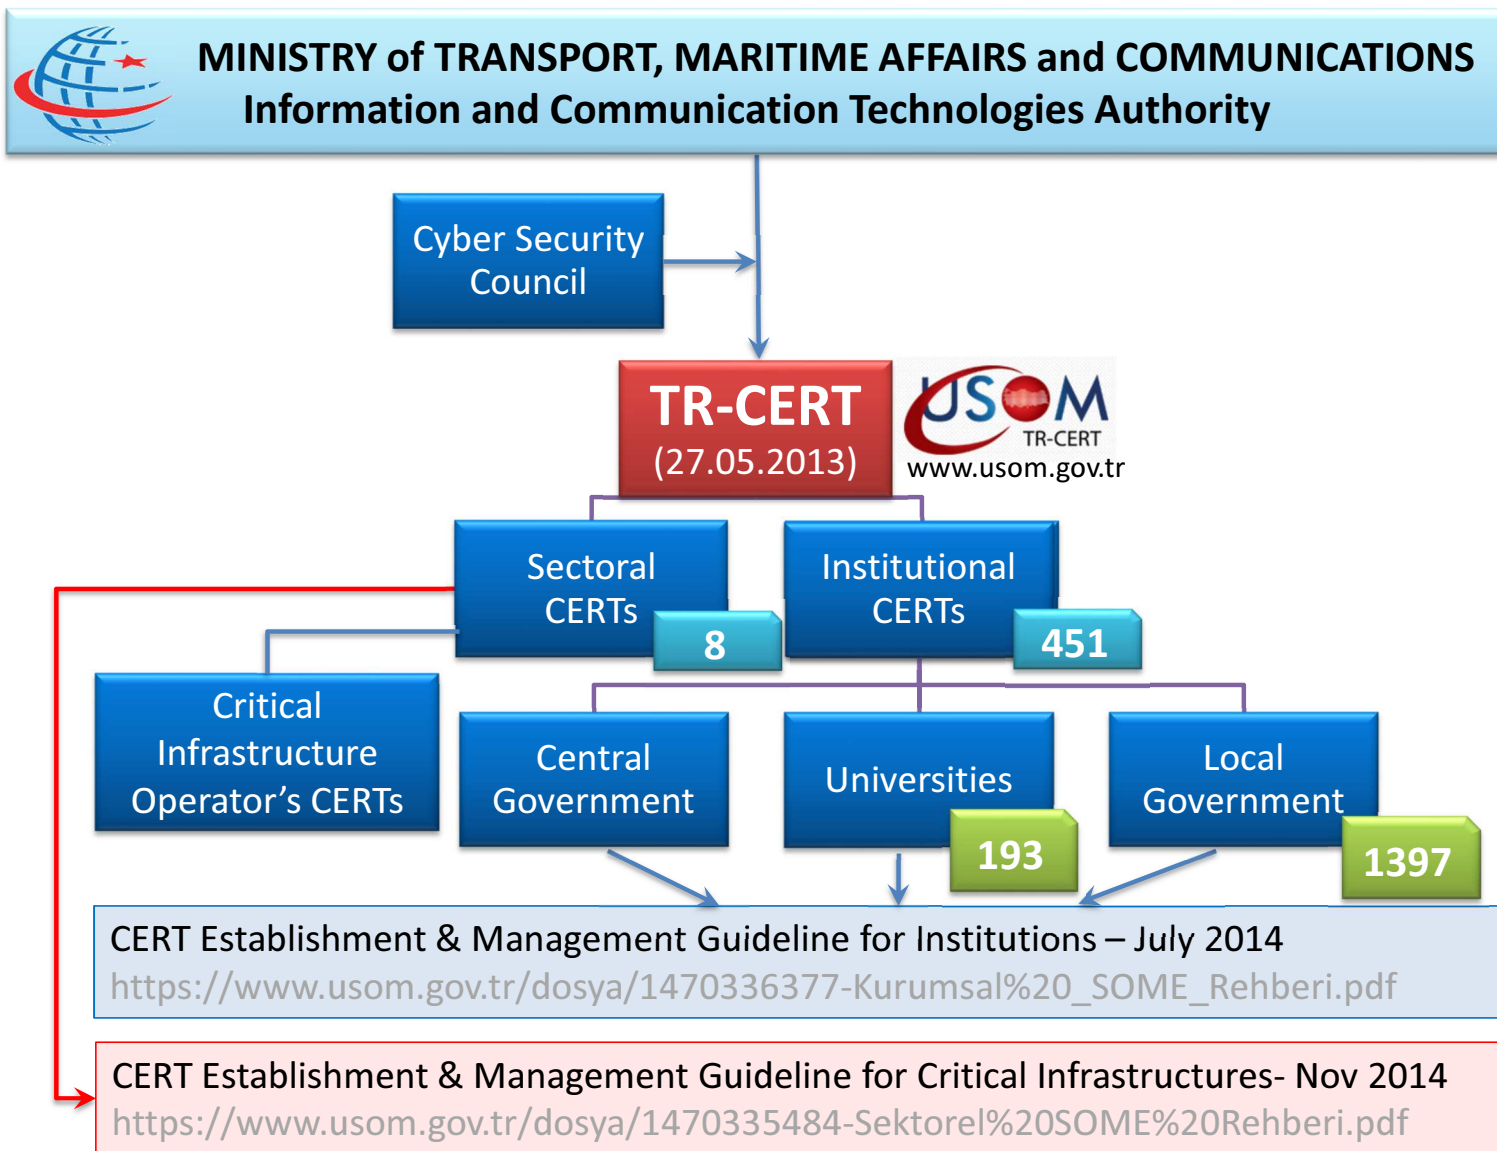 MINISTRY of TRANSPORT, MARITIME AFFAIRS and COMMUNICATIONS
Information and Communication Technologies Authority
Cyber Security
Council
TR-CERT
(27.05.2013)
USOM
TR-CERT
www.usom.gov.tr
Sectoral
CERTs
8
Institutional
CERTs
451
Critical
Infrastructure
Operator’s CERTs
Central
Government
Universities
193
Local
Government
1397
CERT Establishment & Management Guideline for Institutions – July 2014
https://www.usom.gov.tr/dosya/1470336377-Kurumsal%20_SOME_Rehberi.pdf
CERT Establishment & Management Guideline for Critical Infrastructures- Nov 2014
https://www.usom.gov.tr/dosya/1470335484-Sektorel%20SOME%20Rehberi.pdf